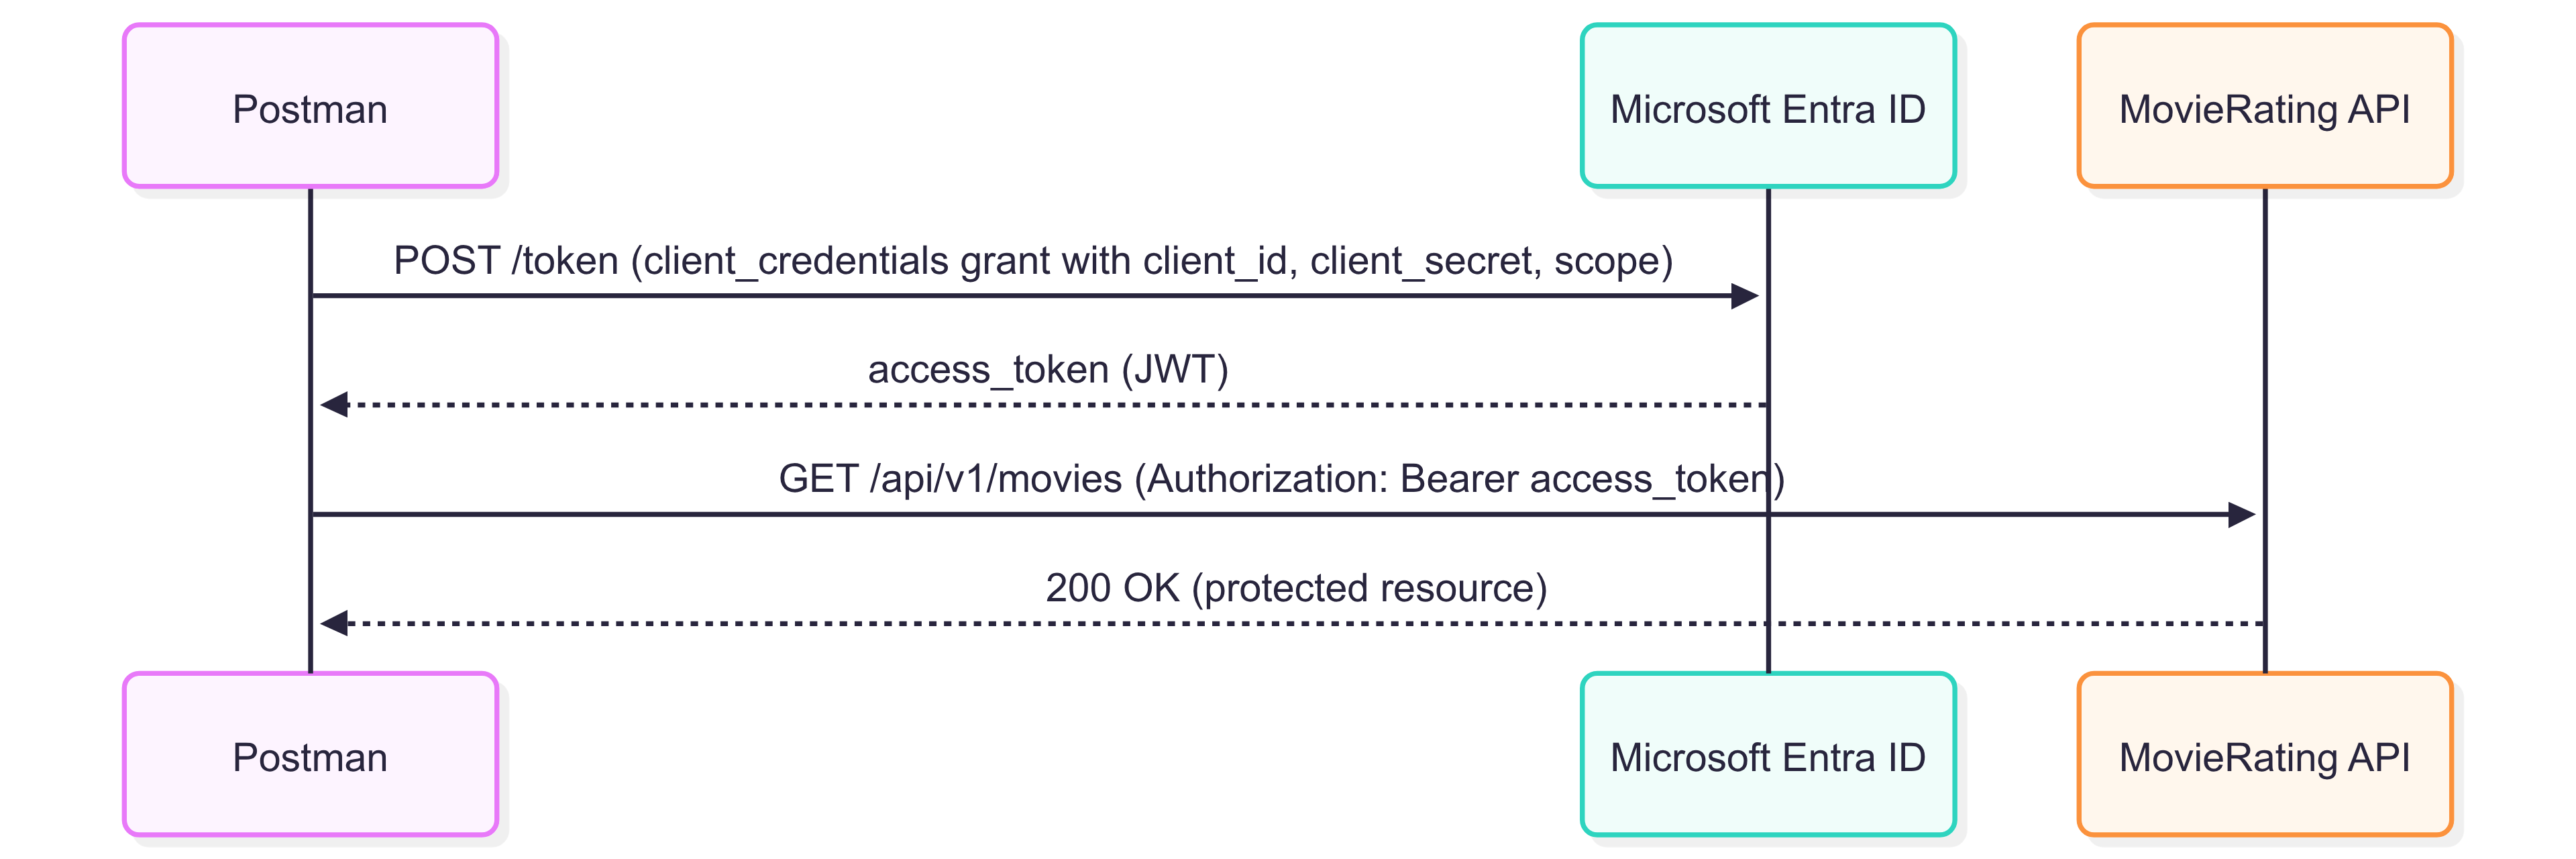 Postman
Microsoft Entra ID
MovieRating API
POST /token (client_credentials grant with client_id, client_secret, scope)
access_token (JWT)
GET /api/v1/movies (Authorization: Bearer access_token)
200 OK (protected resource)
Postman
Microsoft Entra ID
MovieRating API